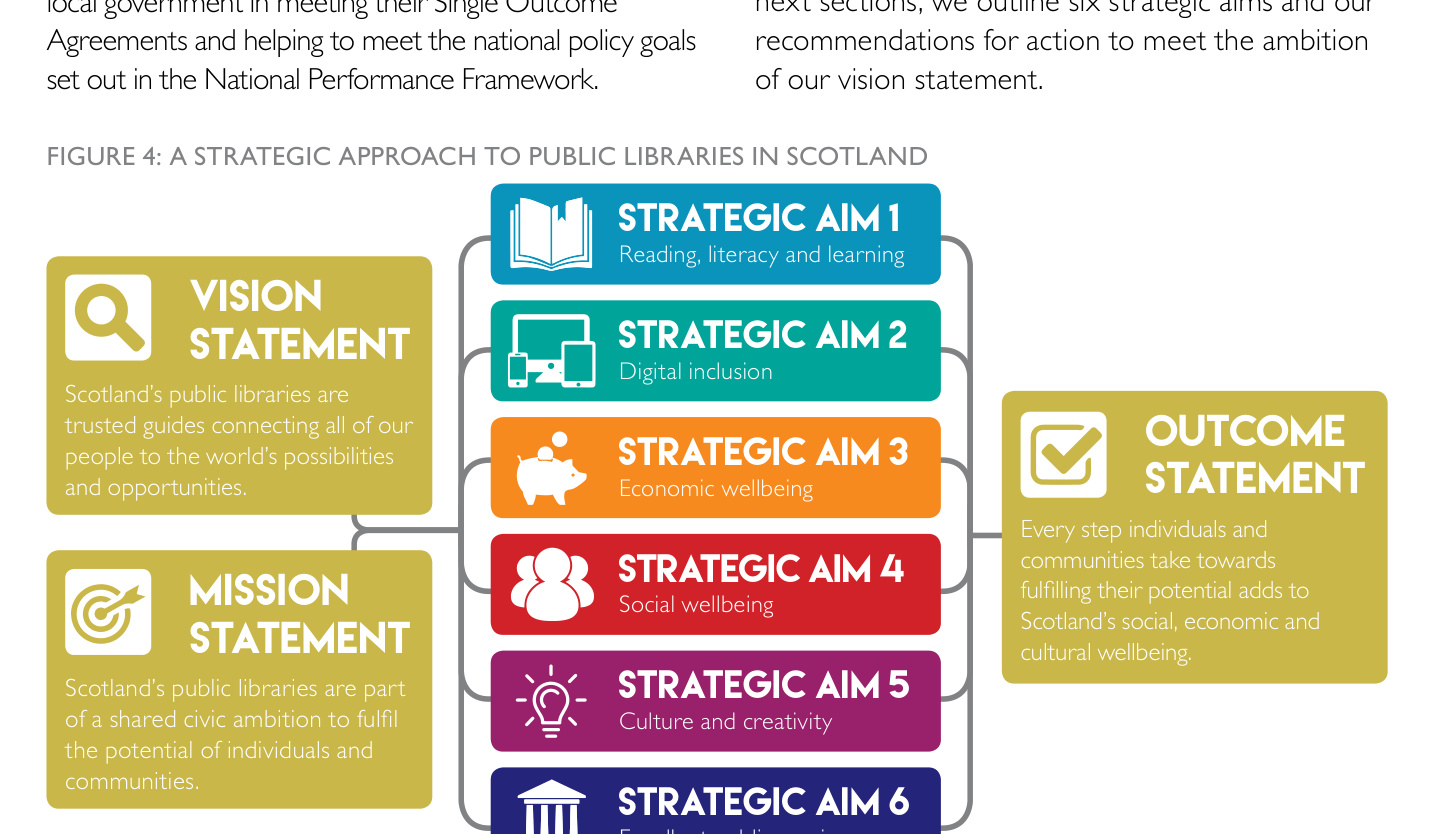 local government in meeting their Single Outcome
Agreements and helping to meet the national policy goals
set out in the National Performance Framework.
next sections, we outline six strategic aims and our
recommendations for action to meet the ambition
of our vision statement.
FIGURE 4: A STRATEGIC APPROACH TO PUBLIC LIBRARIES IN SCOTLAND
VISION
STATEMENT
Scotland's public libraries are
trusted guides connecting all of our
people to the world's possibilities
and opportunities.
MISSION
STATEMENT
Scotland's public libraries are part
of a shared civic ambition to fulfil
the potential of individuals and
communities.
STRATEGIC AIM 1
Reading, literacy and learning
STRATEGIC AIM 2
Digital inclusion
STRATEGIC AIM 3
Economic wellbeing
STRATEGIC AIM 4
Social wellbeing
STRATEGIC AIM 5
Culture and creativity
STRATEGIC AIM 6
OUTCOME
STATEMENT
Every step individuals and
communities take towards
fulfilling their potential adds to
Scotland's social, economic and
cultural wellbeing.